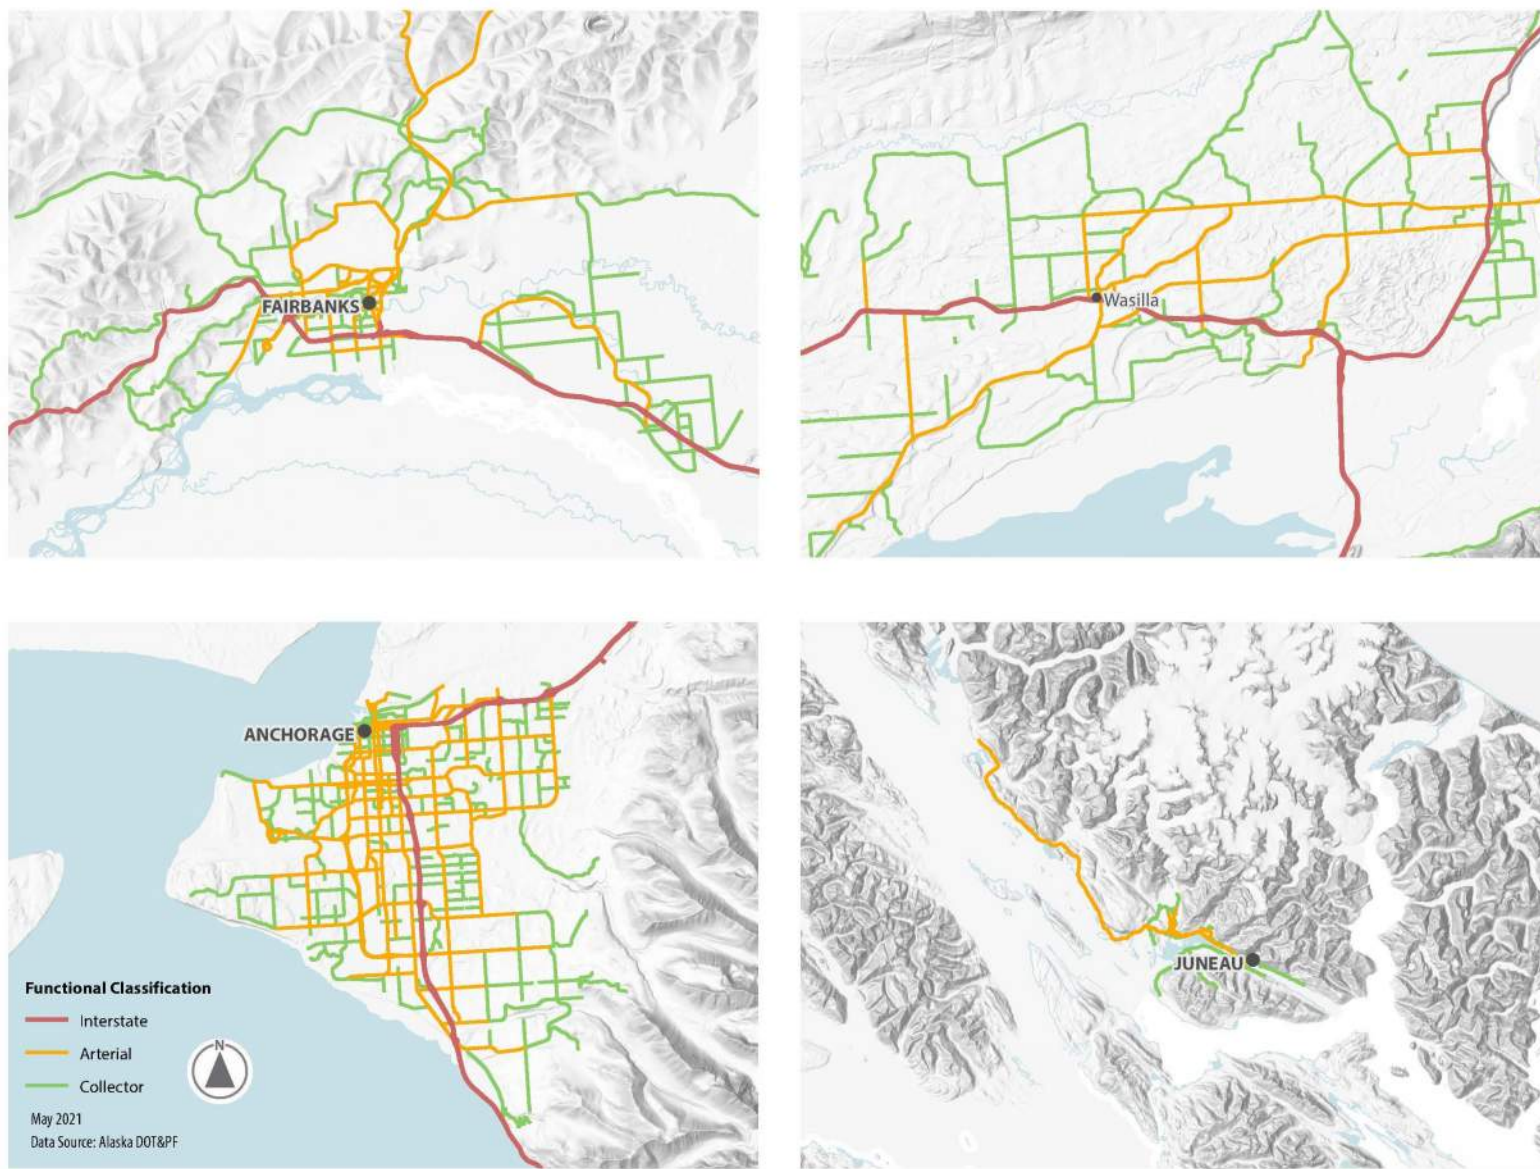 FAIRBANKS
Wasilla
ANCHORAGE
JUNEAU
Functional Classification
Interstate
Arterial
N
Collector
May 2021
Data Source: Alaska DOT&PF